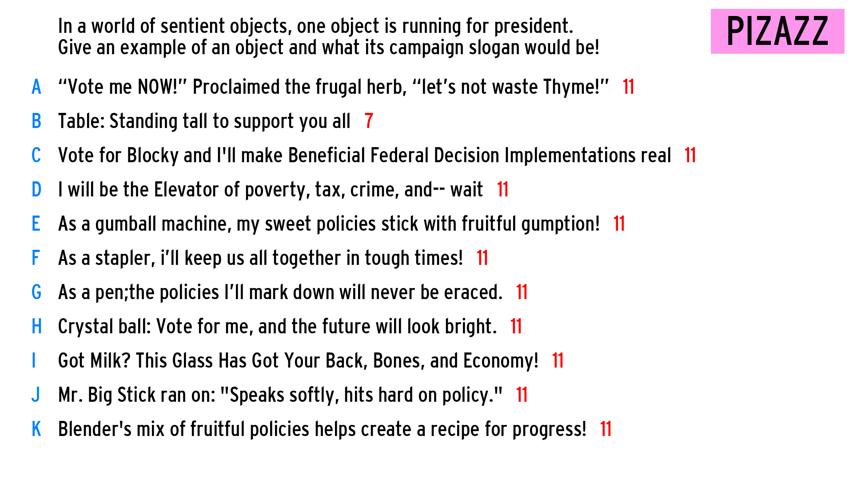 In a world of sentient objects, one object is running for president.
PIZAZZ
Give an example of an object and what its campaign slogan would be!
A “Vote me NOW!” Proclaimed the frugal herb, “let’s not waste Thyme!” 11
B Table: Standing tall to support you all 7
C Vote for Blocky and I'll make Beneficial Federal Decision Implementations real 11
D I will be the Elevator of poverty, tax, crime, and-- wait 11
E As a gumball machine, my sweet policies stick with fruitful gumption! 11
F As a stapler, i’ll keep us all together in tough times! 11
G As a pen;the policies I’ll mark down will never be eraced. 11
H Crystal ball: Vote for me, and the future will look bright. 11
I Got Milk? This Glass Has Got Your Back, Bones, and Economy! 11
J Mr. Big Stick ran on: "Speaks softly, hits hard on policy." 11
K Blender's mix of fruitful policies helps create a recipe for progress! 11